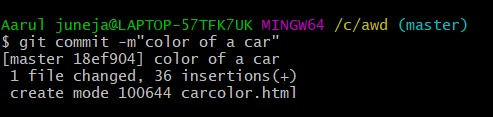 Aarul juneja@LAPTOP-57TFK7UK MINGW64 /c/awd (master)
$ git commit -m"color of a car"
[master 18ef904] color of a car
 1 file changed, 36 insertions(+)
 create mode 100644 carcolor.html